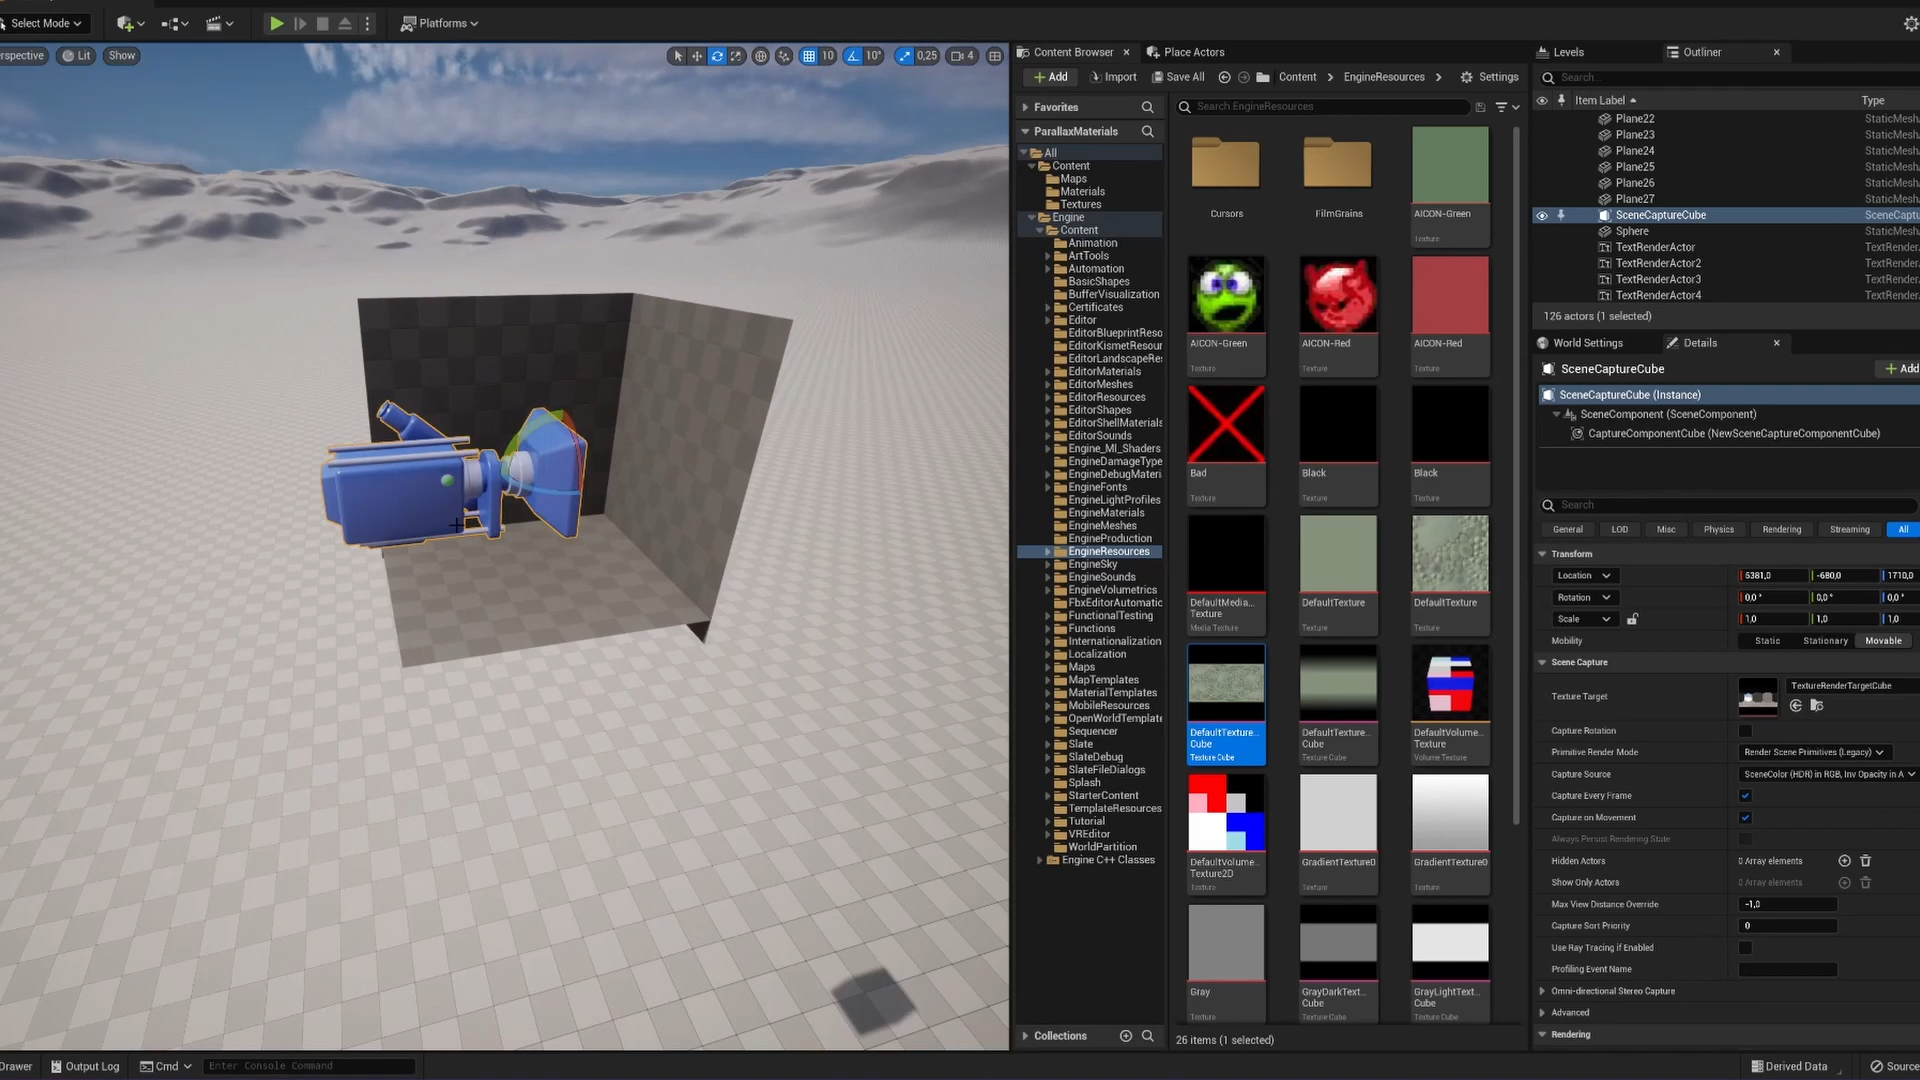 Select Mode
Platforms
rspective
Lit
Show
10
10°
0,25
4
Content Browser
Place Actors
Add
Import
Save All
Content
EngineResources
Settings
Favorites
Search EngineResources
ParallaxMaterials
All
Content
Maps
Materials
Textures
Engine
Content
Animation
ArtTools
Automation
BasicShapes
BufferVisualization
Certificates
Editor
EditorBlueprintReso
EditorKismetResour
EditorLandscapeRes
EditorMaterials
EditorMeshes
EditorResources
EditorShapes
EditorShellMaterials
EditorSounds
Engine_MI_Shaders
EngineDamageType
EngineDebugMateri
EngineFonts
EngineLightProfiles
EngineMaterials
EngineMeshes
EngineProduction
EngineResources
EngineSky
EngineSounds
EngineVolumetrics
FbxEditorAutomatic
FunctionalTesting
Functions
Internationalization
Localization
Maps
MapTemplates
MaterialTemplates
MobileResources
OpenWorldTemplate
Sequencer
Slate
SlateDebug
SlateFileDialogs
Splash
StarterContent
TemplateResources
Tutorial
VREditor
WorldPartition
Engine C++ Classes
Collections
Cursors
FilmGrains
AICON-Green
Texture
AICON-Green
Texture
AICON-Red
Texture
AICON-Red
Texture
Bad
Texture
Black
Texture
Black
Texture
DefaultMedia...
Texture
Media Texture
DefaultTexture
Texture
DefaultTexture
Texture
DefaultTexture...
Cube
Texture Cube
DefaultTexture...
Cube
Texture Cube
DefaultVolume...
Texture
Volume Texture
DefaultVolume...
Texture2D
Texture
GradientTexture0
Texture
GradientTexture0
Texture
Gray
Texture
GrayDarkText...
Cube
Texture Cube
GrayLightText...
Cube
Texture Cube
26 items (1 selected)
Levels
Outliner
Search...
Item Label
Type
Plane22
StaticMesh
Plane23
StaticMesh
Plane24
StaticMesh
Plane25
StaticMesh
Plane26
StaticMesh
Plane27
StaticMesh
SceneCaptureCube
SceneCaptu
Sphere
StaticMesh
TextRenderActor
TextRender
TextRenderActor2
TextRender
TextRenderActor3
TextRender
TextRenderActor4
TextRender
126 actors (1 selected)
World Settings
Details
SceneCaptureCube
Add
SceneCaptureCube (Instance)
SceneComponent (SceneComponent)
CaptureComponentCube (NewSceneCaptureComponentCube)
Search
General
LOD
Misc
Physics
Rendering
Streaming
All
Transform
Location
5381,0
-680,0
1710,0
Rotation
0,0 °
0,0 °
0,0 °
Scale
1,0
1,0
1,0
Mobility
Static
Stationary
Movable
Scene Capture
Texture Target
TextureRenderTargetCube
Capture Rotation
Primitive Render Mode
Render Scene Primitives (Legacy)
Capture Source
SceneColor (HDR) in RGB, Inv Opacity in A
Capture Every Frame
Capture on Movement
Always Persist Rendering State
Hidden Actors
0 Array elements
Show Only Actors
0 Array elements
Max View Distance Override
-1,0
Capture Sort Priority
0
Use Ray Tracing if Enabled
Profiling Event Name
Omni-directional Stereo Capture
Advanced
Rendering
Drawer
Output Log
Cmd
Enter Console Command
Derived Data
Source